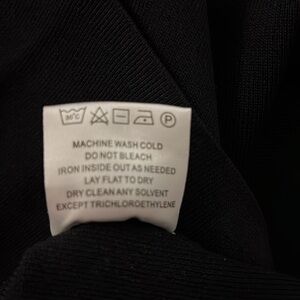 30°C P
MACHINE WASH COLD
DO NOT BLEACH
IRON INSIDE OUT AS NEEDED
LAY FLAT TO DRY
DRY CLEAN ANY SOLVENT
EXCEPT TRICHLOROETHYLENE